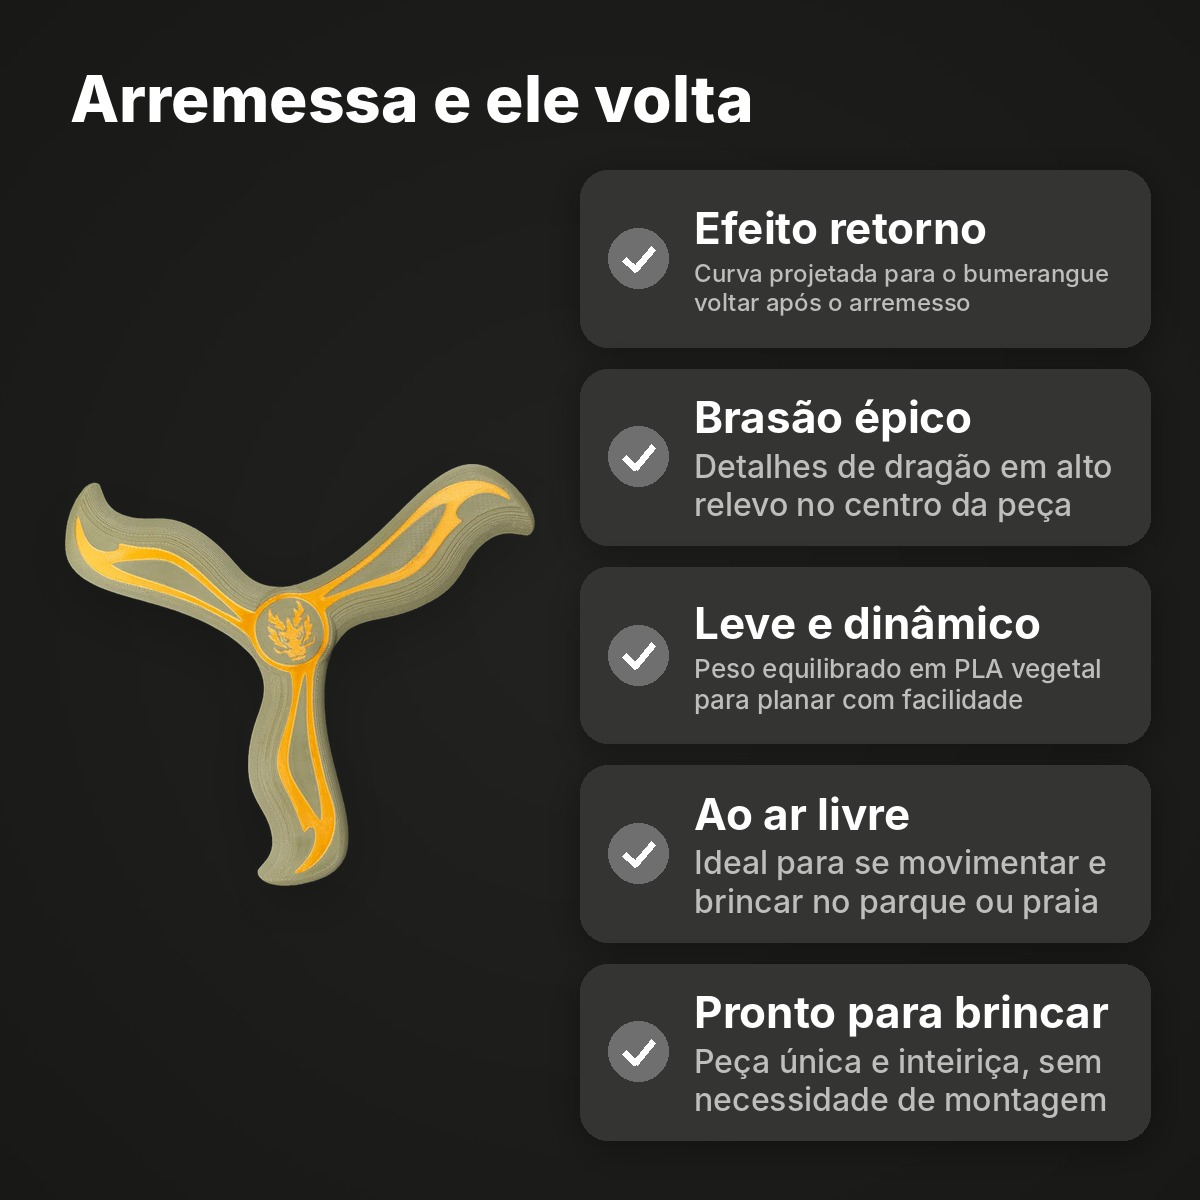 Arremessa e ele volta
Efeito retorno
Curva projetada para o bumerangue
voltar após o arremesso
Brasão épico
Detalhes de dragão em alto
relevo no centro da peça
Leve e dinâmico
Peso equilibrado em PLA vegetal
para planar com facilidade
Ao ar livre
Ideal para se movimentar e
brincar no parque ou praia
Pronto para brincar
Peça única e inteiriça, sem
necessidade de montagem